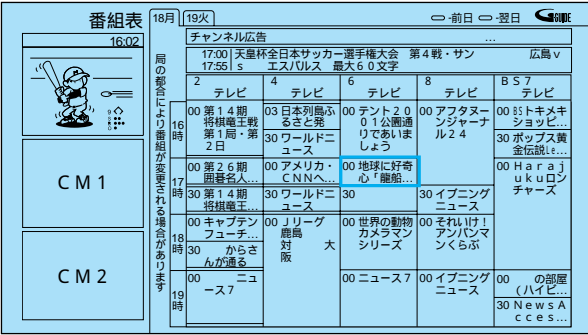 番組表
18月
19火
前日
翌日
GGUIDE
16:02
チャンネル広告 …
17:00 天皇杯全日本サッカー選手権大会 第4戦・サン 広島v
17:55 s エスパルス 最大60文字
局の都合により番組が変更される場合があります
2
テレビ
4
テレビ
6
テレビ
8
テレビ
BS7
テレビ
16時
00 第14期
将棋竜王戦
第1局・第
2日
03 日本列島ふ
るさと発
30 ワールドニ
ュース
00 テント20
01公園通
りであいま
しょう
00 アフタヌー
ンジャーナ
ル24
00 BSトキメキ
ショッピ…
30 ポップス黄
金伝説Le…
17時
00 第26期
囲碁名人…
30 第14期
将棋竜王…
00 アメリカ・
CNNへ…
30 ワールドニ
ュース
00 地球に好奇
心「龍船…
30
30 イブニング
ニュース
00 Haraj
ukuロン
チャーズ
18時
00 キャプテン
フューチ…
30 からさ
んが通る
00 Jリーグ
鹿島
対 大
阪
00 世界の動物
カメラマン
シリーズ
00 それいけ!
アンパンマ
ンくらぶ
19時
00 ニュ
ース7
00 ニュース7
00 イブニング
ニュース
00 の部屋
(ハイビ…
30 NewsA
cces…
CM1
CM2